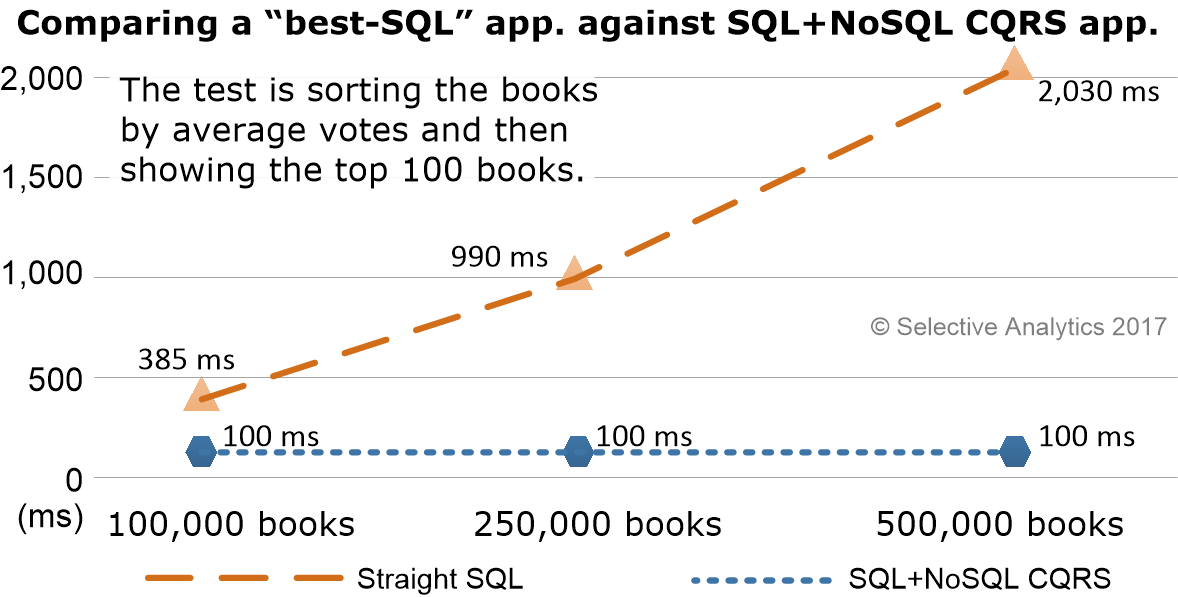 Comparing a “best-SQL” app. against SQL+NoSQL CQRS app.
2,000
The test is sorting the books
by average votes and then
showing the top 100 books.
2,030 ms
1,500
990 ms
1,000
© Selective Analytics 2017
385 ms
500
100 ms
100 ms
100 ms
0
(ms)
100,000 books
250,000 books
500,000 books
Straight SQL
SQL+NoSQL CQRS